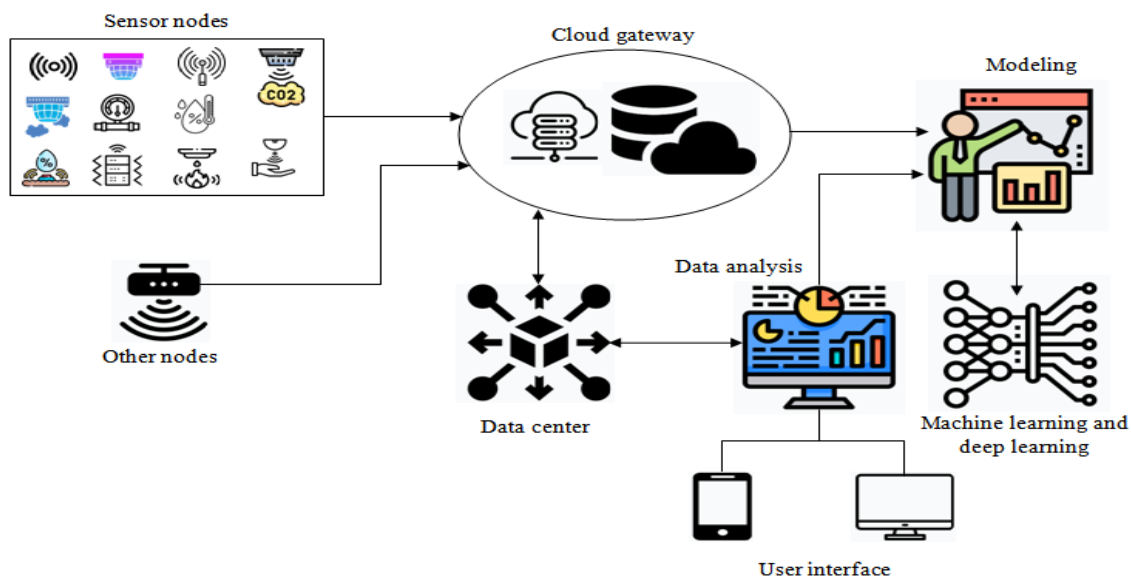 Sensor nodes
Cloud gateway
Modeling
CO2
%
%
Data analysis
Other nodes
Data center
Machine learning and
deep learning
User interface